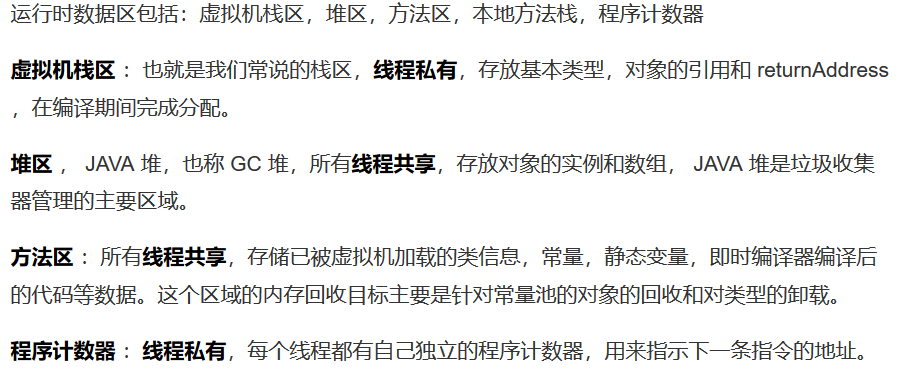 运行时数据区包括：虚拟机栈区，堆区，方法区，本地方法栈，程序计数器
虚拟机栈区 ：也就是我们常说的栈区，线程私有，存放基本类型，对象的引用和 returnAddress
，在编译期间完成分配。
堆区 ， JAVA 堆，也称 GC 堆，所有线程共享，存放对象的实例和数组， JAVA 堆是垃圾收集
器管理的主要区域。
方法区 ：所有线程共享，存储已被虚拟机加载的类信息，常量，静态变量，即时编译器编译后
的代码等数据。这个区域的内存回收目标主要是针对常量池的对象的回收和对类型的卸载。
程序计数器 ：线程私有，每个线程都有自己独立的程序计数器，用来指示下一条指令的地址。